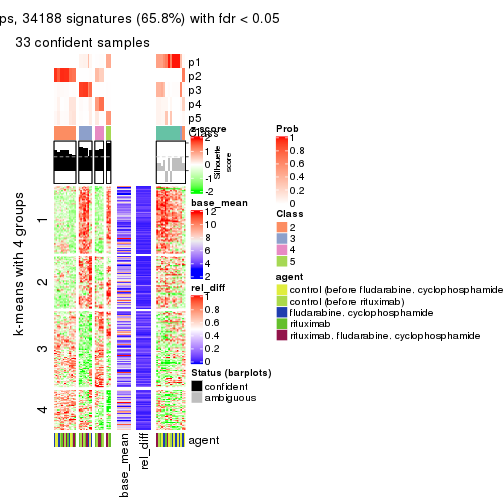 ps, 34188 signatures (65.8%) with fdr < 0.05
33 confident samples
p1
p2
p3
p4
p5
Class
z-score
2
1
0
-1
-2
Silhouette
score
base_mean
12
10
8
6
4
2
rel_diff
1
0.8
0.6
0.4
0.2
0
Status (barplots)
confident
ambiguous
Prob
1
0.8
0.6
0.4
0.2
0
Class
2
3
4
5
agent
control (before fludarabine, cyclophosphamide
control (before rituximab)
fludarabine, cyclophosphamide
rituximab
rituximab, fludarabine, cyclophosphamide
k-means with 4 groups
1
2
3
4
agent
base_mean
rel_diff